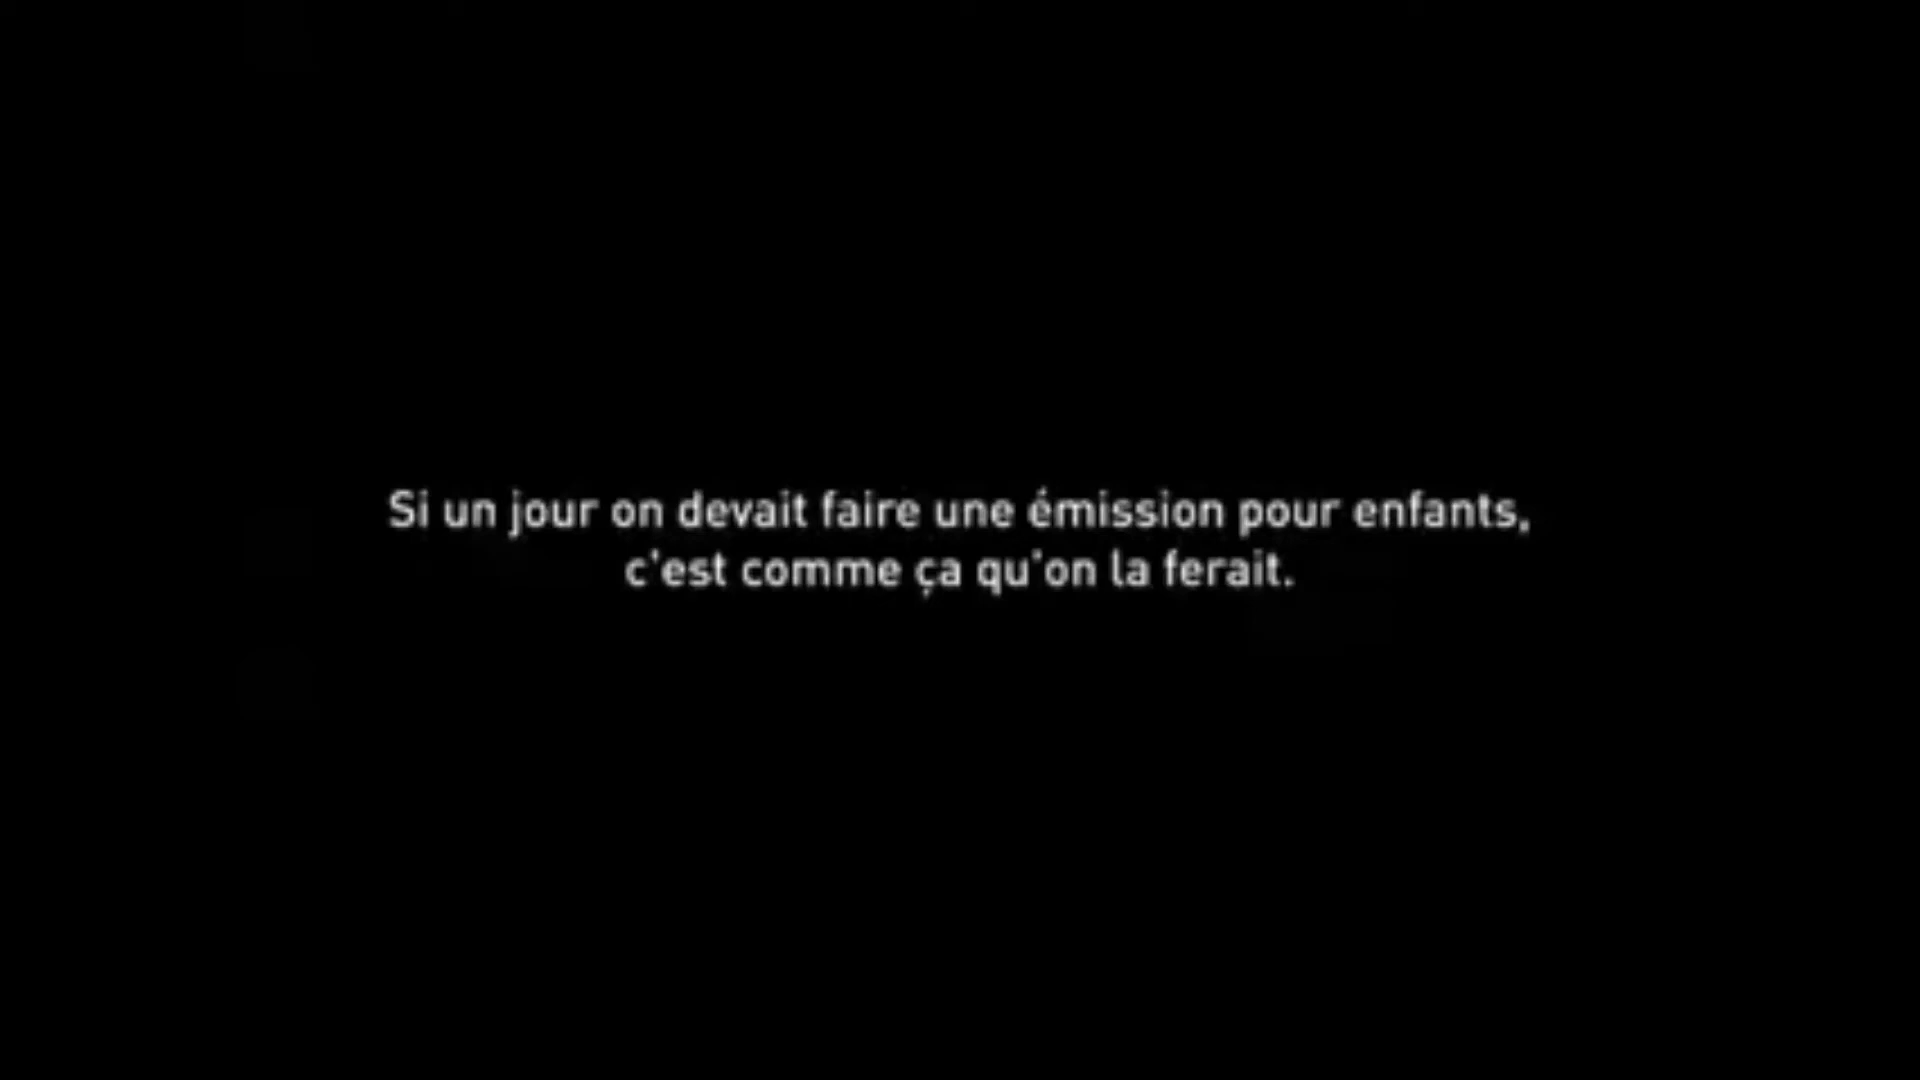 Si un jour on devait faire une émission pour enfants,
c'est comme ça qu'on la ferait.